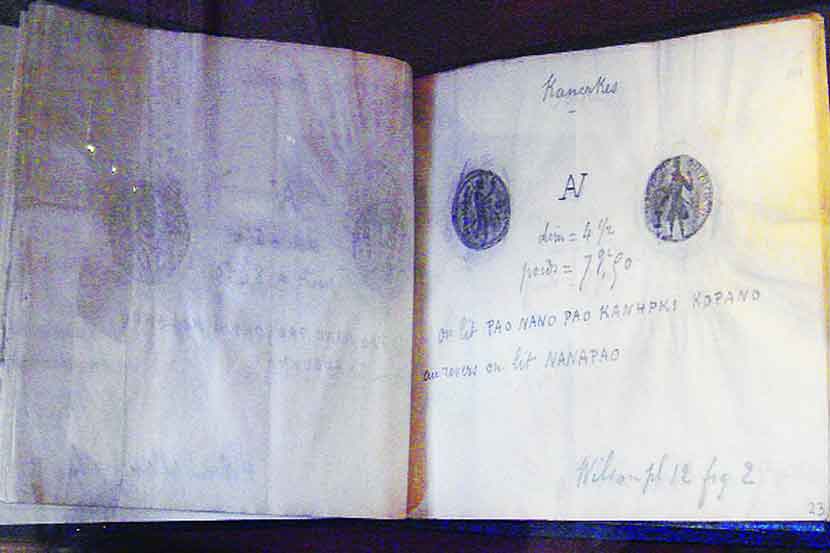 Kanerkes
AV
dim = 4 1/2
poids = 7
on lit PAO NANO PAO KANHPKI KOPANO
au revers on lit NANAPAO
Wilson pl 12 fig 2
23